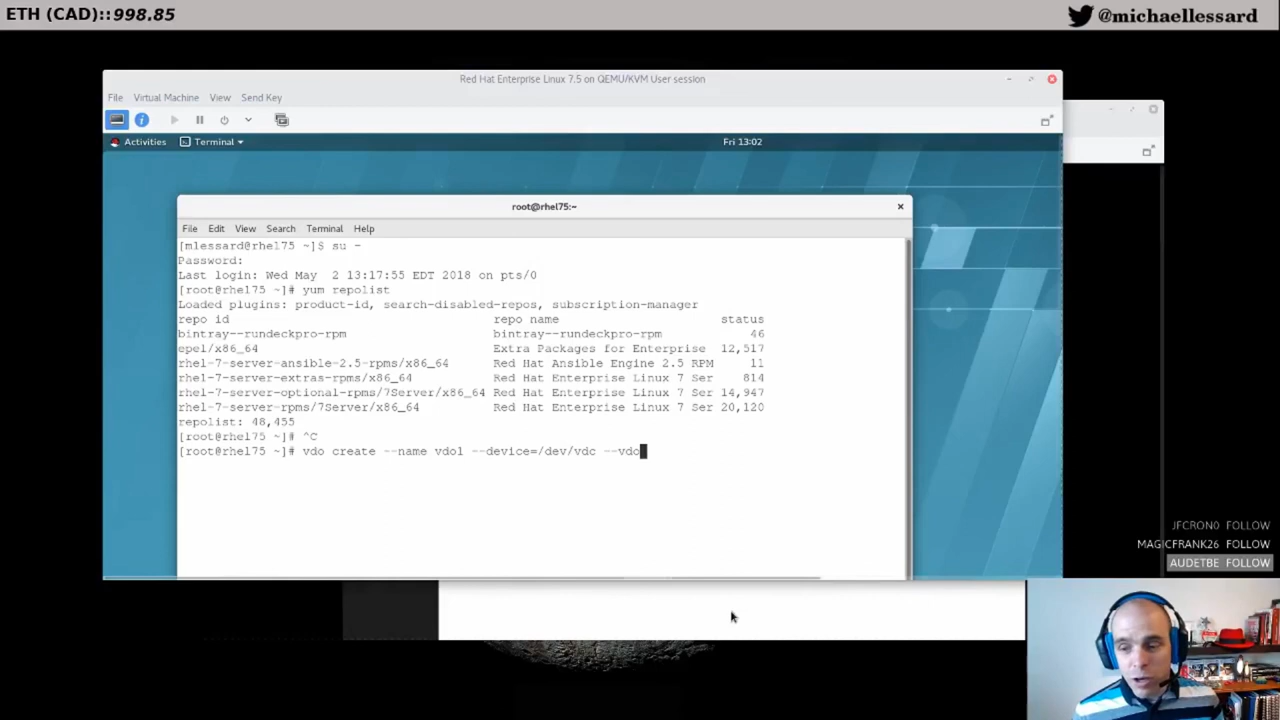 ETH (CAD)::998.85
@michaellessard
Red Hat Enterprise Linux 7.5 on QEMU/KVM User session
File Virtual Machine View Send Key
Activities Terminal Fri 13:02
root@rhel75:~
File Edit View Search Terminal Help
[mlessard@rhel75 ~]$ su -
Password:
Last login: Wed May  2 13:17:55 EDT 2018 on pts/0
[root@rhel75 ~]# yum repolist
Loaded plugins: product-id, search-disabled-repos, subscription-manager
repo id repo name status
bintray--rundeckpro-rpm bintray--rundeckpro-rpm 46
epel/x86_64 Extra Packages for Enterprise 12,517
rhel-7-server-ansible-2.5-rpms/x86_64 Red Hat Ansible Engine 2.5 RPM 11
rhel-7-server-extras-rpms/x86_64 Red Hat Enterprise Linux 7 Ser 814
rhel-7-server-optional-rpms/7Server/x86_64 Red Hat Enterprise Linux 7 Ser 14,947
rhel-7-server-rpms/7Server/x86_64 Red Hat Enterprise Linux 7 Ser 20,120
repolist: 48,455
[root@rhel75 ~]# ^C
[root@rhel75 ~]# vdo create --name vdo1 --device=/dev/vdc --vdo
JFCRON0 FOLLOW
MAGICFRANK26 FOLLOW
AUDETBE FOLLOW